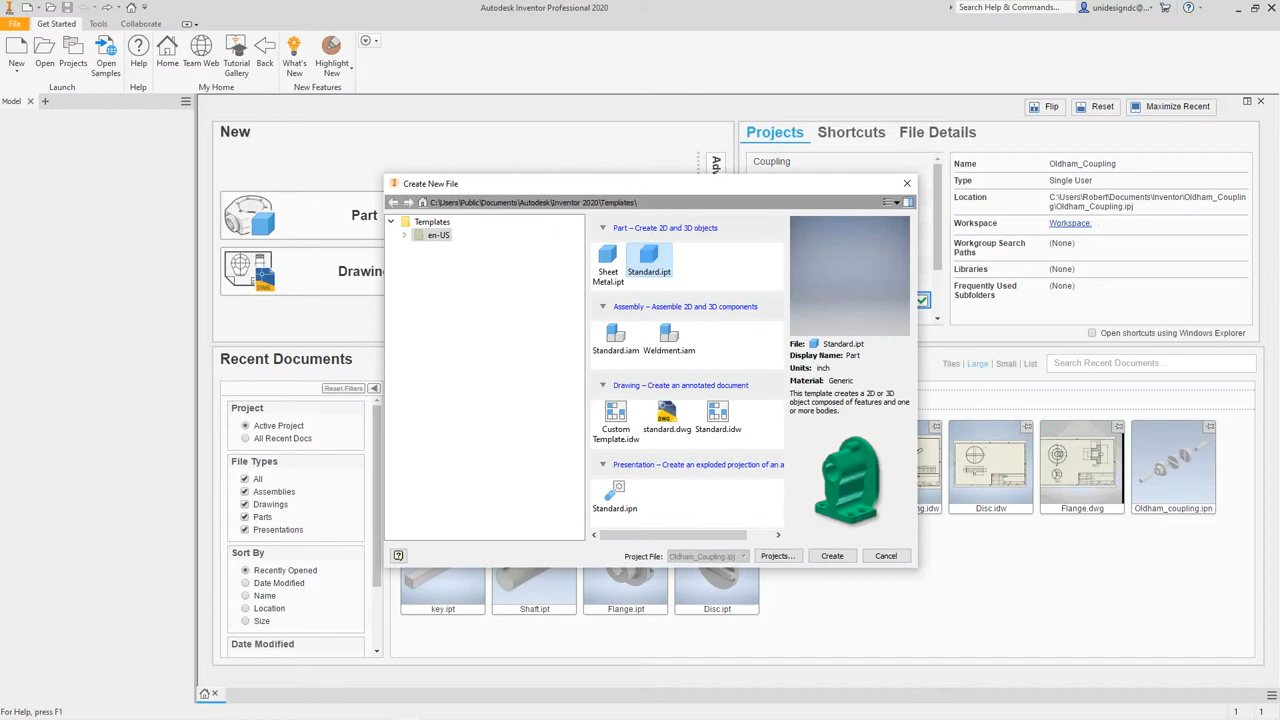 Autodesk Inventor Professional 2020
Search Help & Commands...
unidesigndc@...
File
Get Started
Tools
Collaborate
New
Open
Projects
Open Samples
Help
Home
Team Web
Tutorial Gallery
Back
What's New
Highlight New
Launch
Help
My Home
New Features
Model
Flip
Reset
Maximize Recent
New
Part
Drawin
Projects
Shortcuts
File Details
Coupling
Name
Oldham_Coupling
Type
Single User
Location
C:\Users\Robert\Documents\Inventor\Oldham_Couplin
g\Oldham_Coupling.ipj
Workspace
Workspace:
Workgroup Search Paths
(None)
Libraries
(None)
Frequently Used Subfolders
(None)
Open shortcuts using Windows Explorer
Create New File
C:\Users\Public\Documents\Autodesk\Inventor 2020\Templates\
Templates
en-US
Part – Create 2D and 3D objects
Sheet Metal.ipt
Standard.ipt
Assembly – Assemble 2D and 3D components
Standard.iam
Weldment.iam
Drawing – Create an annotated document
Custom Template.idw
standard.dwg
Standard.idw
Presentation – Create an exploded projection of an a
Standard.ipn
File: Standard.ipt
Display Name: Part
Units: inch
Material: Generic
This template creates a 2D or 3D
object composed of features and one
or more bodies.
Project File:
Oldham_Coupling.ipj
Projects...
Create
Cancel
Recent Documents
Tiles
Large
Small
List
Search Recent Documents...
Reset Filters
Project
Active Project
All Recent Docs
File Types
All
Assemblies
Drawings
Parts
Presentations
Sort By
Recently Opened
Date Modified
Name
Location
Size
Date Modified
Disc.idw
Flange.dwg
Oldham_coupling.ipn
key.ipt
Shaft.ipt
Flange.ipt
Disc.ipt
For Help, press F1
1
1